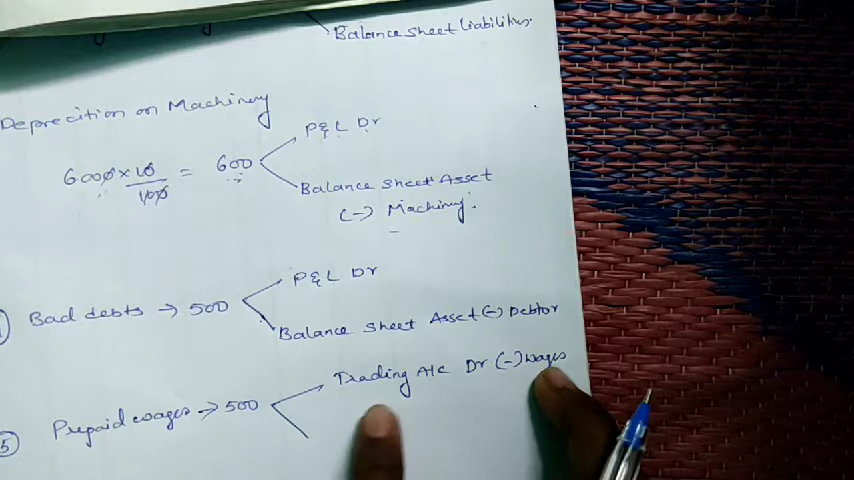 Balance sheet Liabilities.
Deprecition on Machinery
6000 x 10/100 = 600
P&L Dr
Balance sheet Asset
(-) Machinery.
Bad debts → 500
P&L Dr
Balance sheet Asset (-) Debtor
5 Prepaid wages → 500
Trading A/c Dr (-) wages